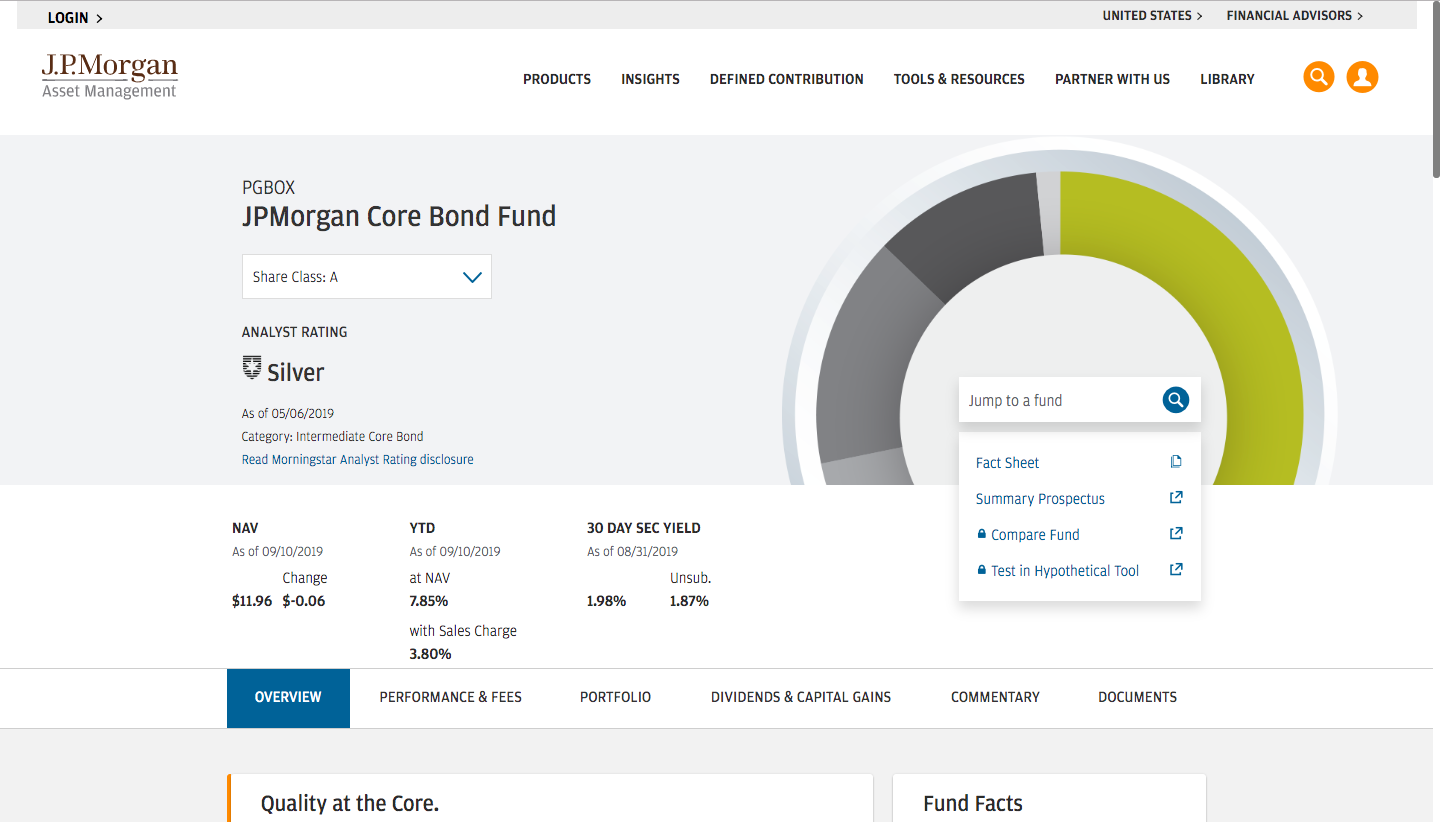 LOGIN >
UNITED STATES > FINANCIAL ADVISORS >
J.P.Morgan
Asset Management
PRODUCTS INSIGHTS DEFINED CONTRIBUTION TOOLS & RESOURCES PARTNER WITH US LIBRARY
PGBOX
JPMorgan Core Bond Fund
Share Class: A
ANALYST RATING
Silver
As of 05/06/2019
Category: Intermediate Core Bond
Read Morningstar Analyst Rating disclosure
Jump to a fund
Fact Sheet
Summary Prospectus
Compare Fund
Test in Hypothetical Tool
NAV
As of 09/10/2019
Change
$11.96 $-0.06
YTD
As of 09/10/2019
at NAV
7.85%
with Sales Charge
3.80%
30 DAY SEC YIELD
As of 08/31/2019
Unsub.
1.98% 1.87%
OVERVIEW PERFORMANCE & FEES PORTFOLIO DIVIDENDS & CAPITAL GAINS COMMENTARY DOCUMENTS
Quality at the Core.
Fund Facts